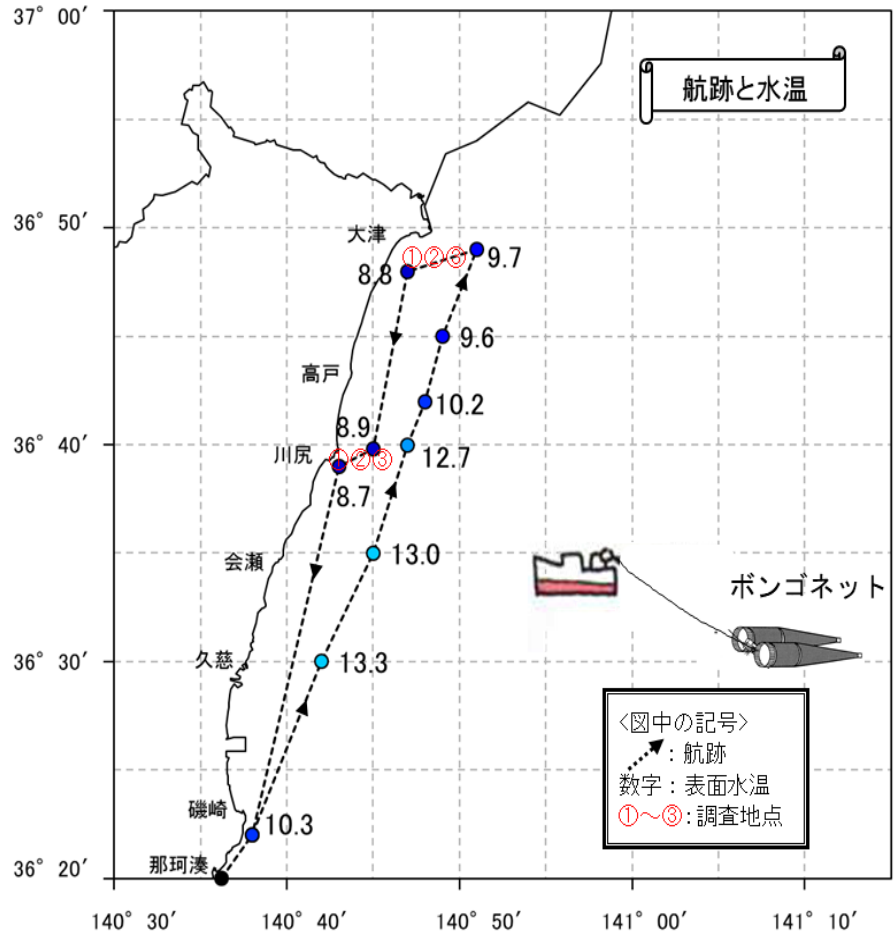 37° 00′
航跡と水温
36° 50′
大津
①②③
9.7
8.8
9.6
高戸
10.2
8.9
36° 40′
川尻
①②③
12.7
8.7
13.0
会瀬
ボンゴネット
久慈
36° 30′
13.3
<図中の記号>
:航跡
数字:表面水温
①～③:調査地点
磯崎
10.3
那珂湊
36° 20′
140° 30′ 140° 40′ 140° 50′ 141° 00′ 141° 10′